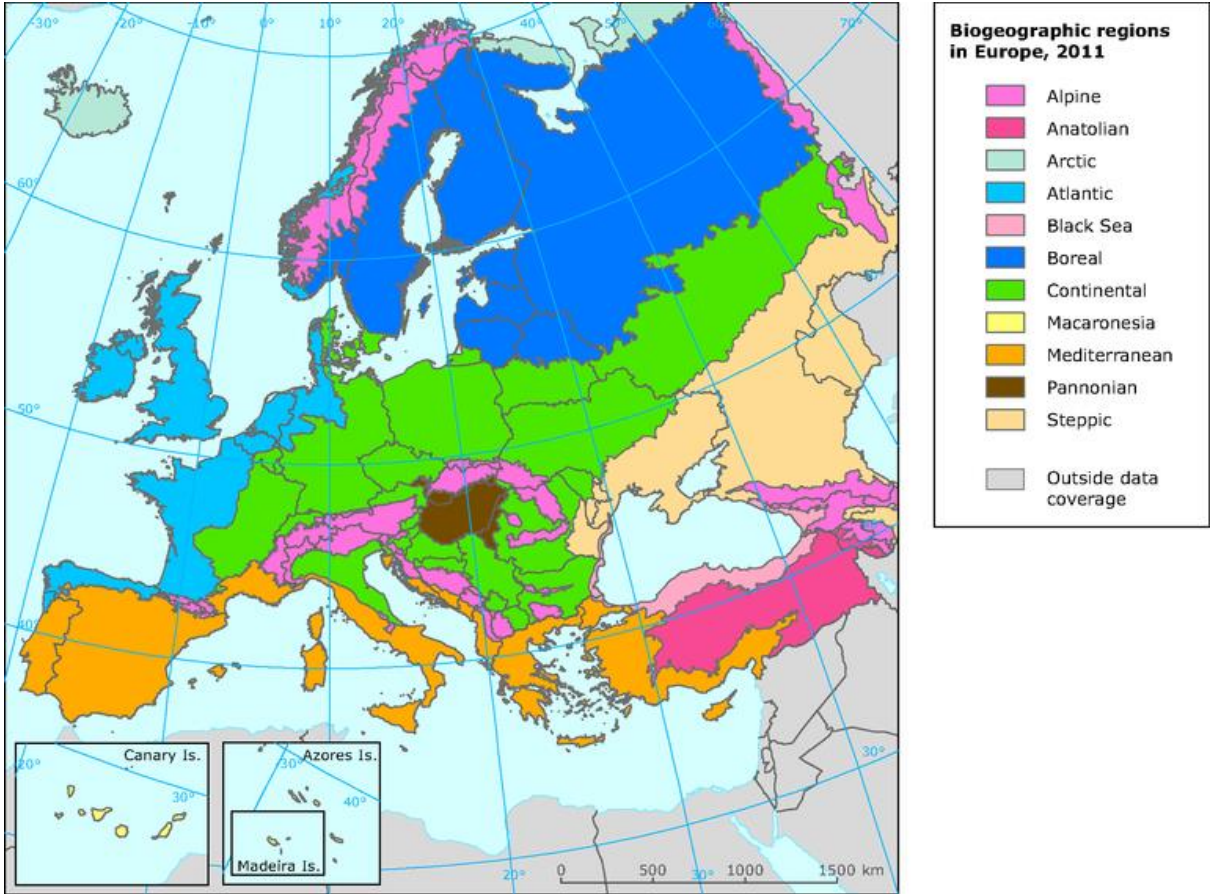 -30°
-20°
-10°
0°
10°
20°
30°
40°
50°
60°
70°
60°
50°
40°
Canary Is.
20°
30°
Azores Is.
-30°
40°
Madeira Is.
30°
20°
30°
0 500 1000 1500 km
Biogeographic regions
in Europe, 2011
Alpine
Anatolian
Arctic
Atlantic
Black Sea
Boreal
Continental
Macaronesia
Mediterranean
Pannonian
Steppic
Outside data
coverage